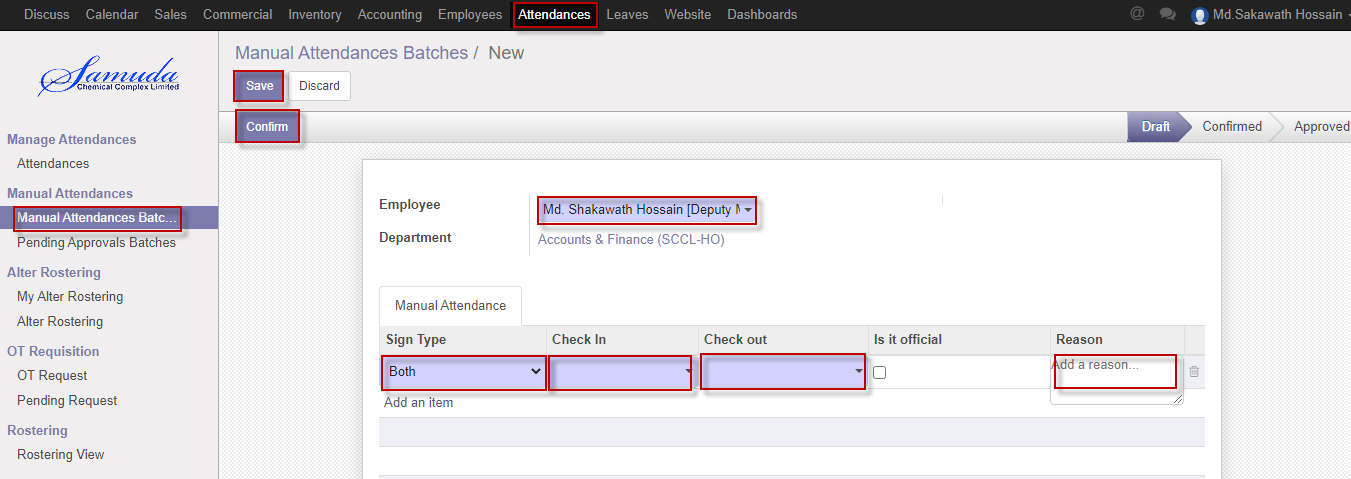 Discuss Calendar Sales Commercial Inventory Accounting Employees Attendances Leaves Website Dashboards @ Md.Sakawath Hossain
Samuda
Chemical Complex Limited
Manage Attendances
Attendances
Manual Attendances
Manual Attendances Batc...
Pending Approvals Batches
Alter Rostering
My Alter Rostering
Alter Rostering
OT Requisition
OT Request
Pending Request
Rostering
Rostering View
Manual Attendances Batches / New
Save Discard
Confirm Draft Confirmed Approved
Employee Md. Shakawath Hossain [Deputy
Department Accounts & Finance (SCCL-HO)
Manual Attendance
Sign Type Check In Check out Is it official Reason
Both Add a reason...
Add an item